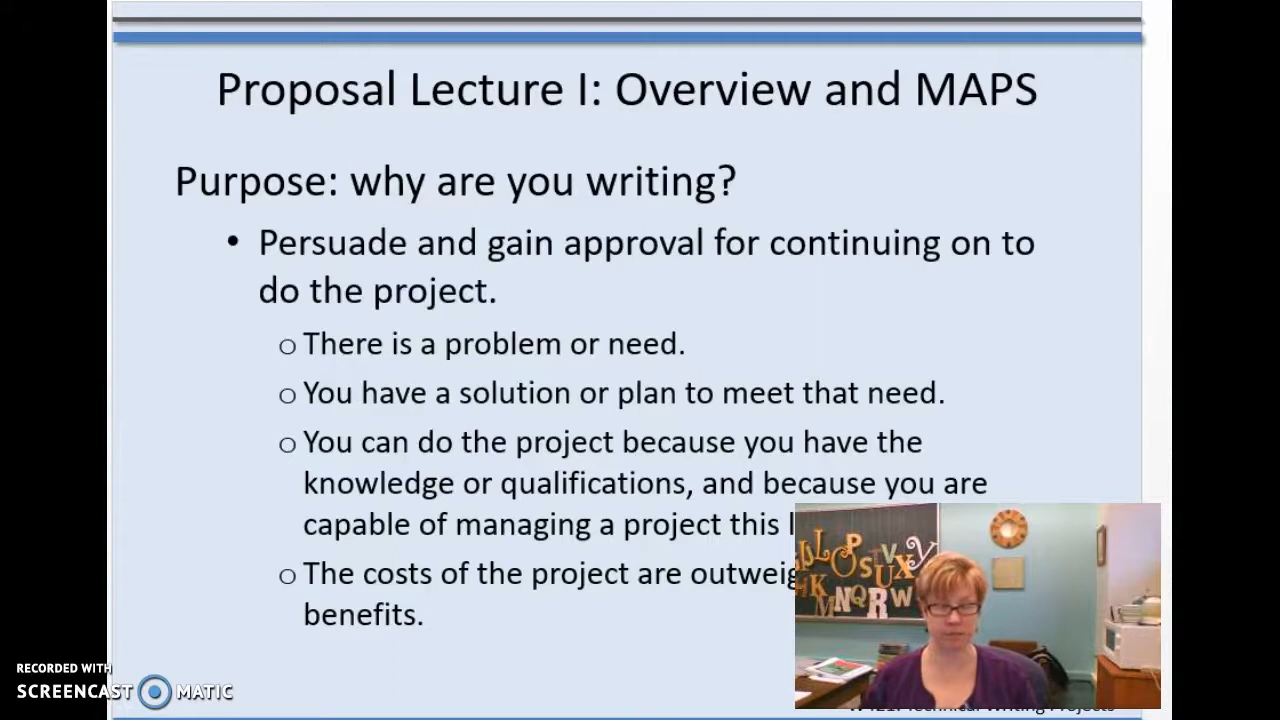 Proposal Lecture I: Overview and MAPS
Purpose: why are you writing?
• Persuade and gain approval for continuing on to
do the project.
o There is a problem or need.
o You have a solution or plan to meet that need.
o You can do the project because you have the
knowledge or qualifications, and because you are
capable of managing a project this
o The costs of the project are
benefits.
RECORDED WITH
SCREENCAST MATIC
Technical Writing Projects